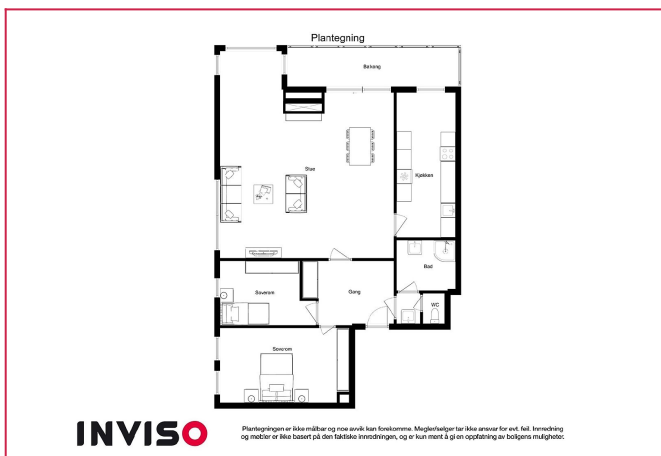 Plantegning
Balkong
Stue
Kjøkken
Bad
Soverom
Gang
WC
Soverom
INVISO
Plantegningen er ikke målbar og noe avvik kan forekomme. Megler/selger tar ikke ansvar for evt. feil. Innredning
og møbler er ikke basert på den faktiske innredningen, og er kun ment å gi en oppfatning av boligens muligheter.